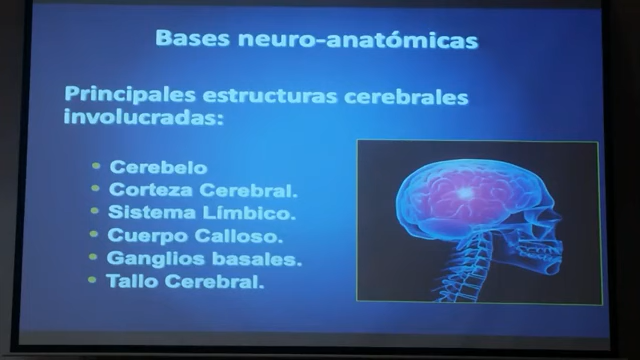 Bases neuro-anatómicas
Principales estructuras cerebrales
involucradas:
• Cerebelo
• Corteza Cerebral.
• Sistema Límbico.
• Cuerpo Calloso.
• Ganglios basales.
• Tallo Cerebral.